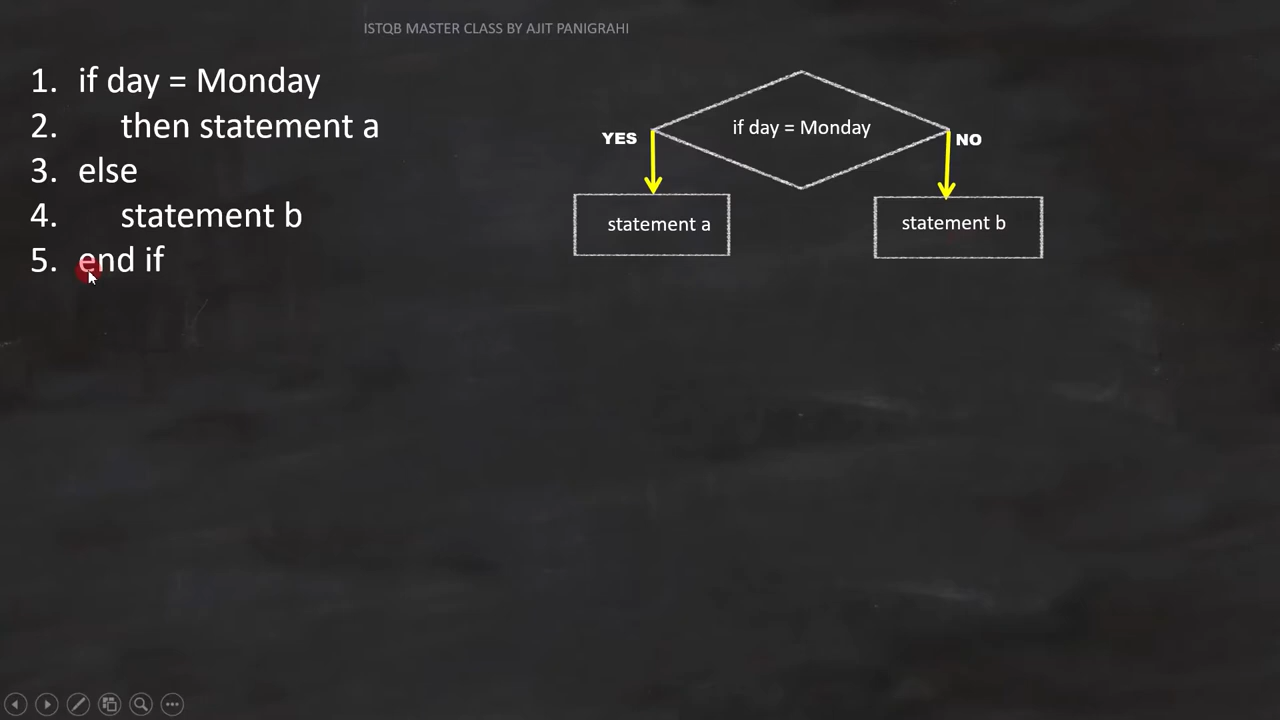 ISTQB MASTER CLASS BY AJIT PANIGRAHI
1. if day = Monday
2. then statement a
3. else
4. statement b
5. end if
if day = Monday
YES
NO
statement a
statement b